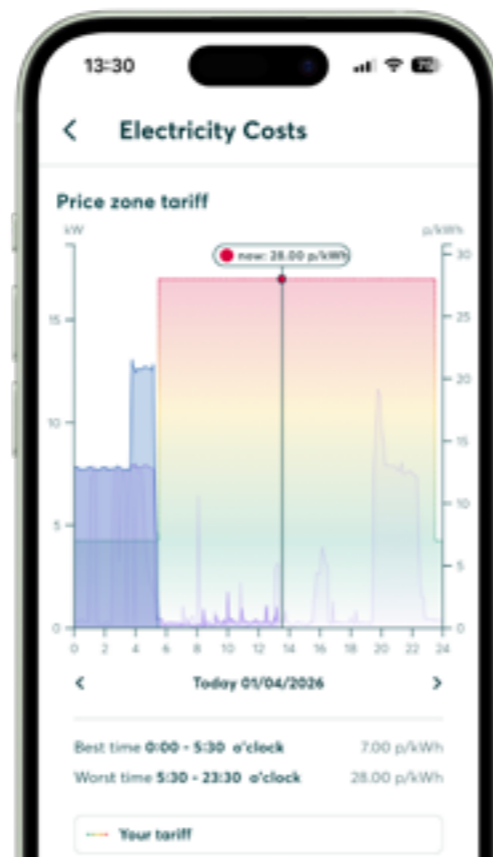 13:30
Electricity Costs
Price zone tariff
kW p/kWh
now: 28.00 p/kWh
30
25
15
20
15
10
10
5
5
0 0
0 2 4 6 8 10 12 14 16 18 20 22 24
Today 01/04/2026
Best time 0:00 - 5:30 o'clock 7.00 p/kWh
Worst time 5:30 - 23:30 o'clock 28.00 p/kWh
Your tariff